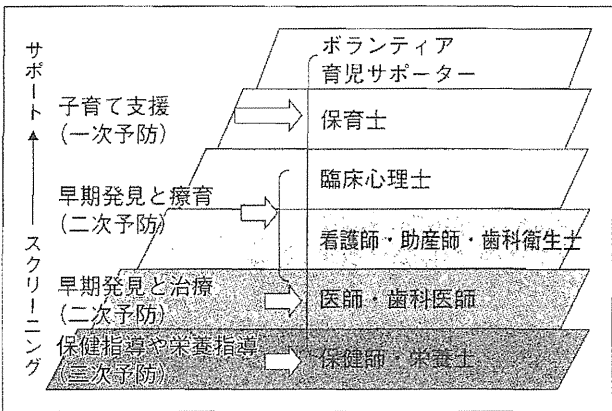 サポート
スクリーニング
ボランティア
育児サポーター
子育て支援
(一次予防)
保育士
臨床心理士
早期発見と療育
(二次予防)
看護師・助産師・歯科衛生士
早期発見と治療
(二次予防)
医師・歯科医師
保健指導や栄養指導
(三次予防)
保健師・栄養士